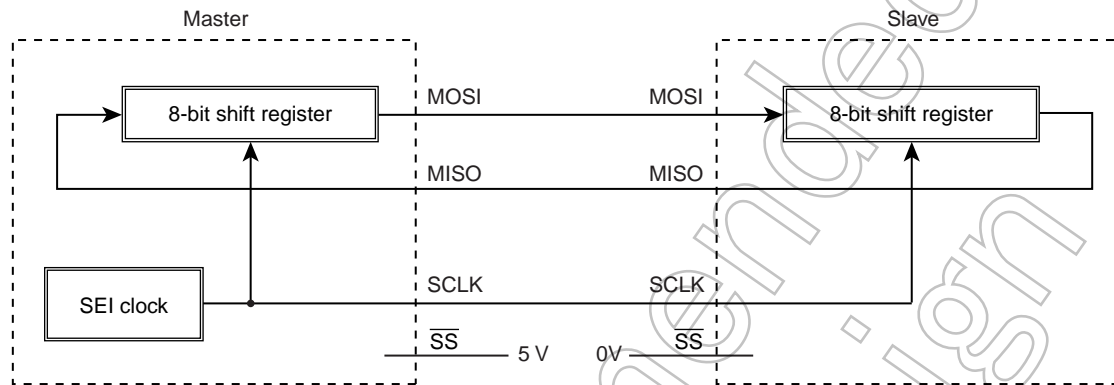 Master Slave
8-bit shift register MOSI MOSI 8-bit shift register
MISO MISO
SEI clock SCLK SCLK
SS 5 V 0V SS